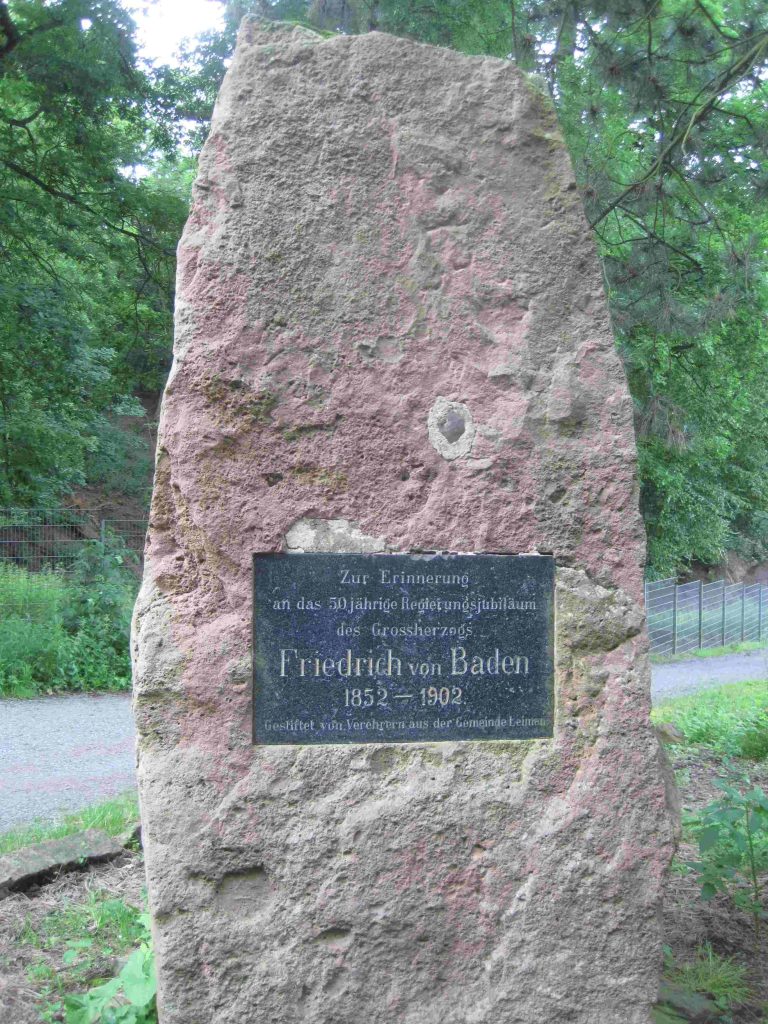 Zur Erinnerung
an das 50jährige Regierungsjubiläum
des Grossherzogs
Friedrich von Baden
1852 — 1902.
Gestiftet von Verehrern aus der Gemeinde Leimen